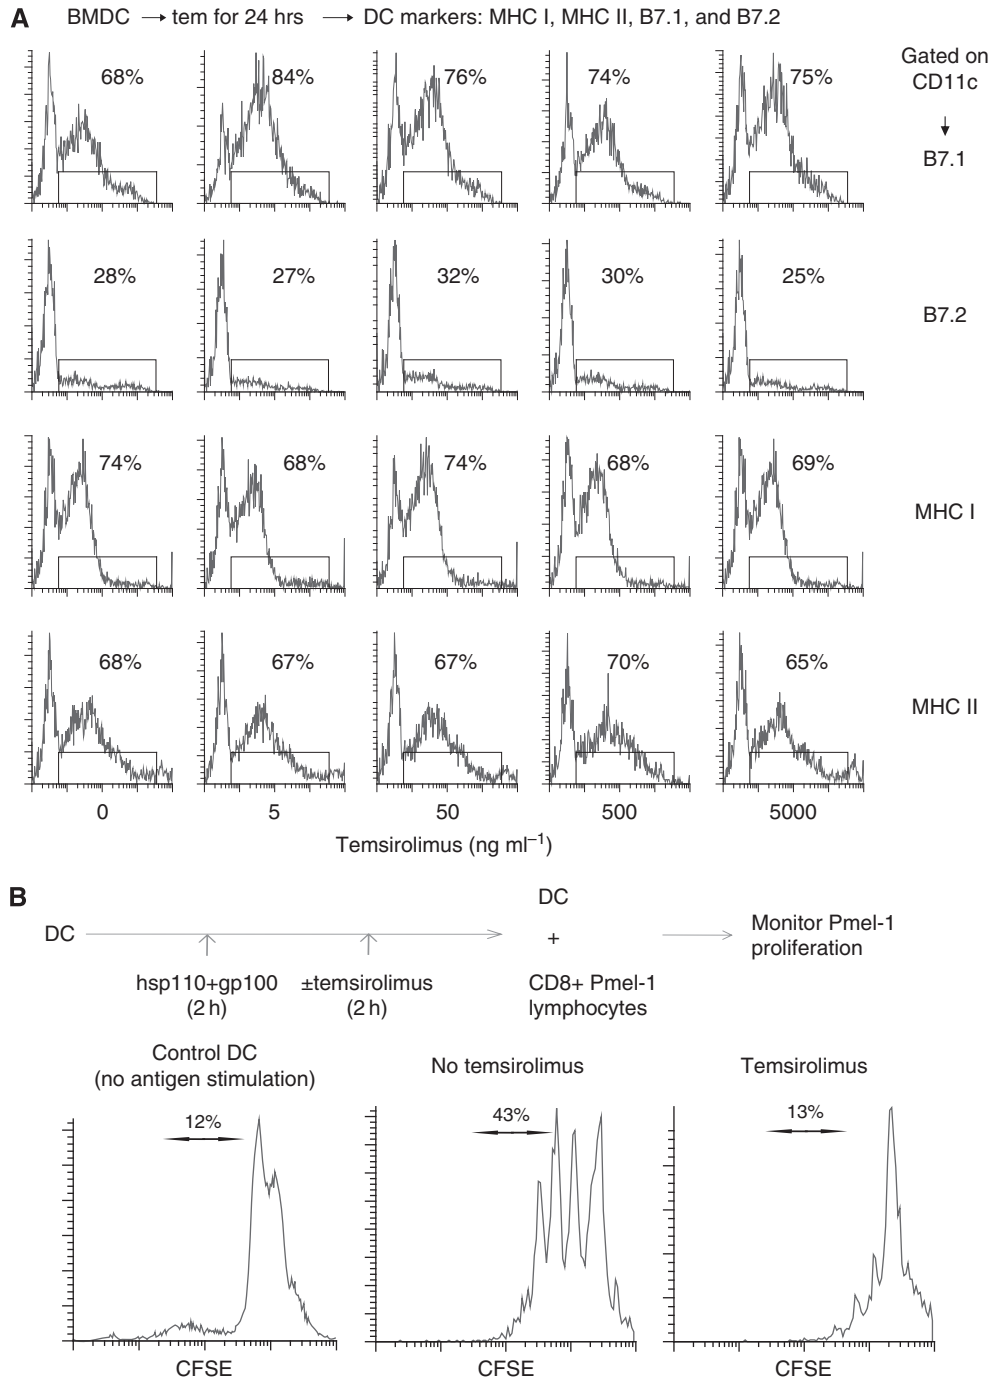 A
BMDC → tem for 24 hrs → DC markers: MHC I, MHC II, B7.1, and B7.2
68% 84% 76% 74% 75%
Gated on
CD11c
B7.1
28% 27% 32% 30% 25%
B7.2
74% 68% 74% 68% 69%
MHC I
68% 67% 67% 70% 65%
MHC II
0 5 50 500 5000
Temsirolimus (ng ml⁻¹)
B
DC
DC
+
CD8+ Pmel-1
lymphocytes
Monitor Pmel-1
proliferation
hsp110+gp100
(2 h)
±temsirolimus
(2 h)
Control DC
(no antigen stimulation)
No temsirolimus
Temsirolimus
12%
43%
13%
CFSE
CFSE
CFSE